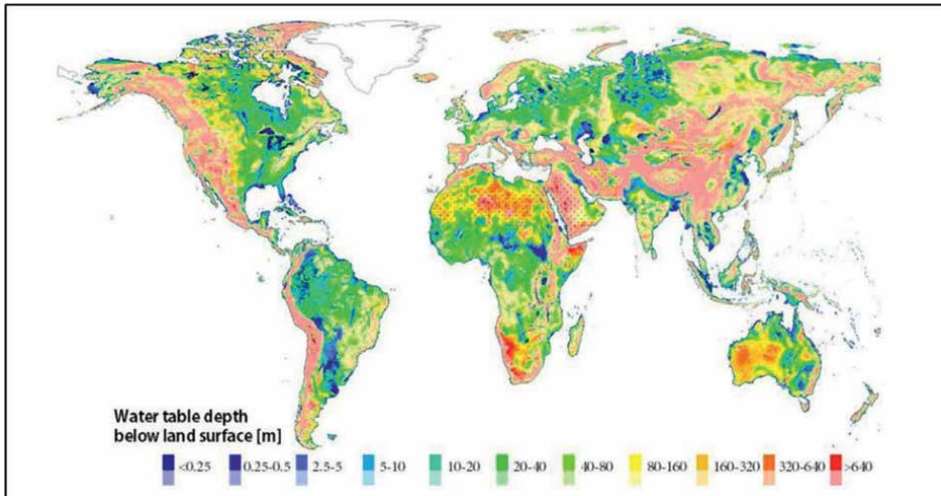 Water table depth
below land surface [m]
<0.25 0.25-0.5 2.5-5 5-10 10-20 20-40 40-80 80-160 160-320 320-640 >640